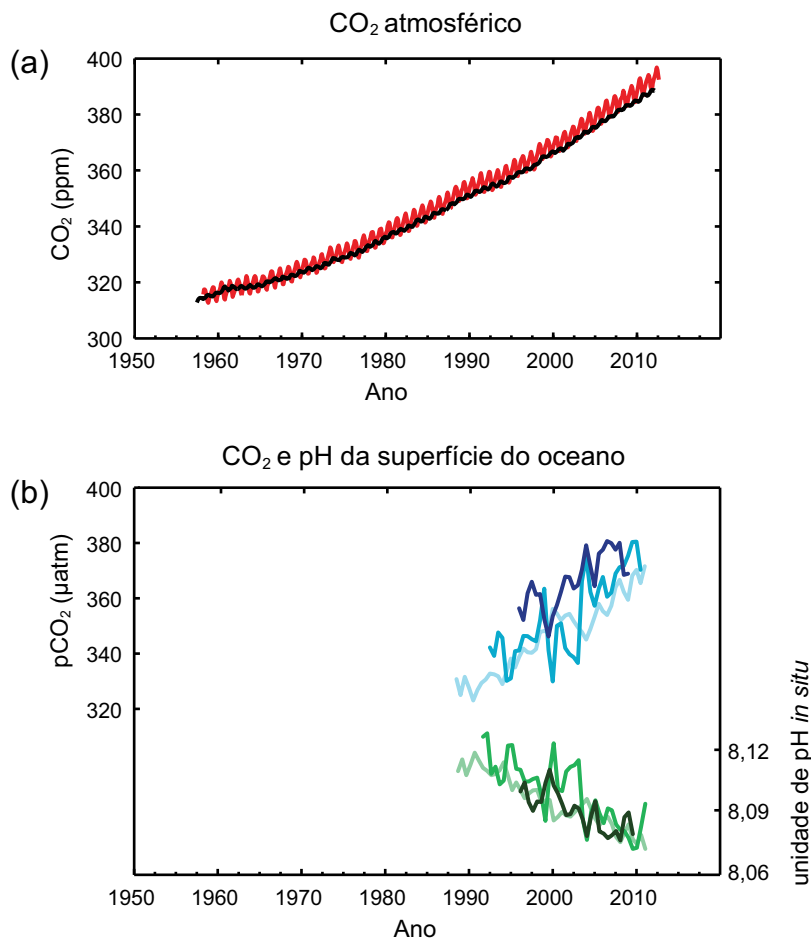 CO₂ atmosférico
(a)
CO₂ (ppm)
400
380
360
340
320
300
1950 1960 1970 1980 1990 2000 2010
Ano
CO₂ e pH da superfície do oceano
(b)
pCO₂ (µatm)
400
380
360
340
320
unidade de pH in situ
8,12
8,09
8,06
1950 1960 1970 1980 1990 2000 2010
Ano